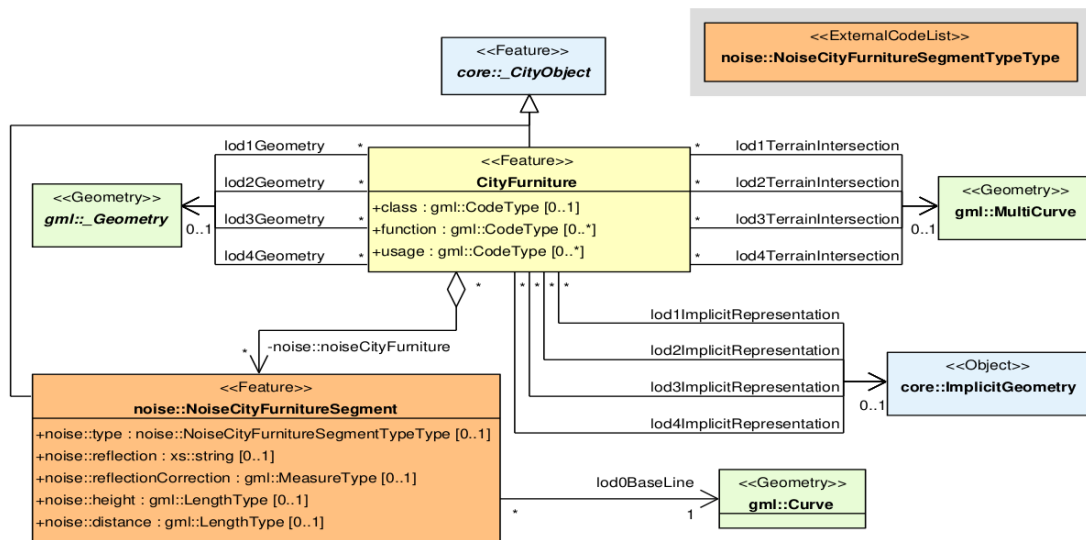 <<ExternalCodeList>>
noise::NoiseCityFurnitureSegmentTypeType
<<Feature>>
core::_CityObject
lod1Geometry
*
lod2Geometry
*
lod3Geometry
*
lod4Geometry
*
<<Geometry>>
gml::_Geometry
0..1
<<Feature>>
CityFurniture
+class : gml::CodeType [0..1]
+function : gml::CodeType [0..*]
+usage : gml::CodeType [0..*]
*
lod1TerrainIntersection
*
lod2TerrainIntersection
*
lod3TerrainIntersection
*
lod4TerrainIntersection
<<Geometry>>
gml::MultiCurve
0..1
*
*
*
*
*
lod1ImplicitRepresentation
lod2ImplicitRepresentation
lod3ImplicitRepresentation
lod4ImplicitRepresentation
<<Object>>
core::ImplicitGeometry
0..1
-noise::noiseCityFurniture
*
<<Feature>>
noise::NoiseCityFurnitureSegment
+noise::type : noise::NoiseCityFurnitureSegmentTypeType [0..1]
+noise::reflection : xs::string [0..1]
+noise::reflectionCorrection : gml::MeasureType [0..1]
+noise::height : gml::LengthType [0..1]
+noise::distance : gml::LengthType [0..1]
lod0BaseLine
*
1
<<Geometry>>
gml::Curve